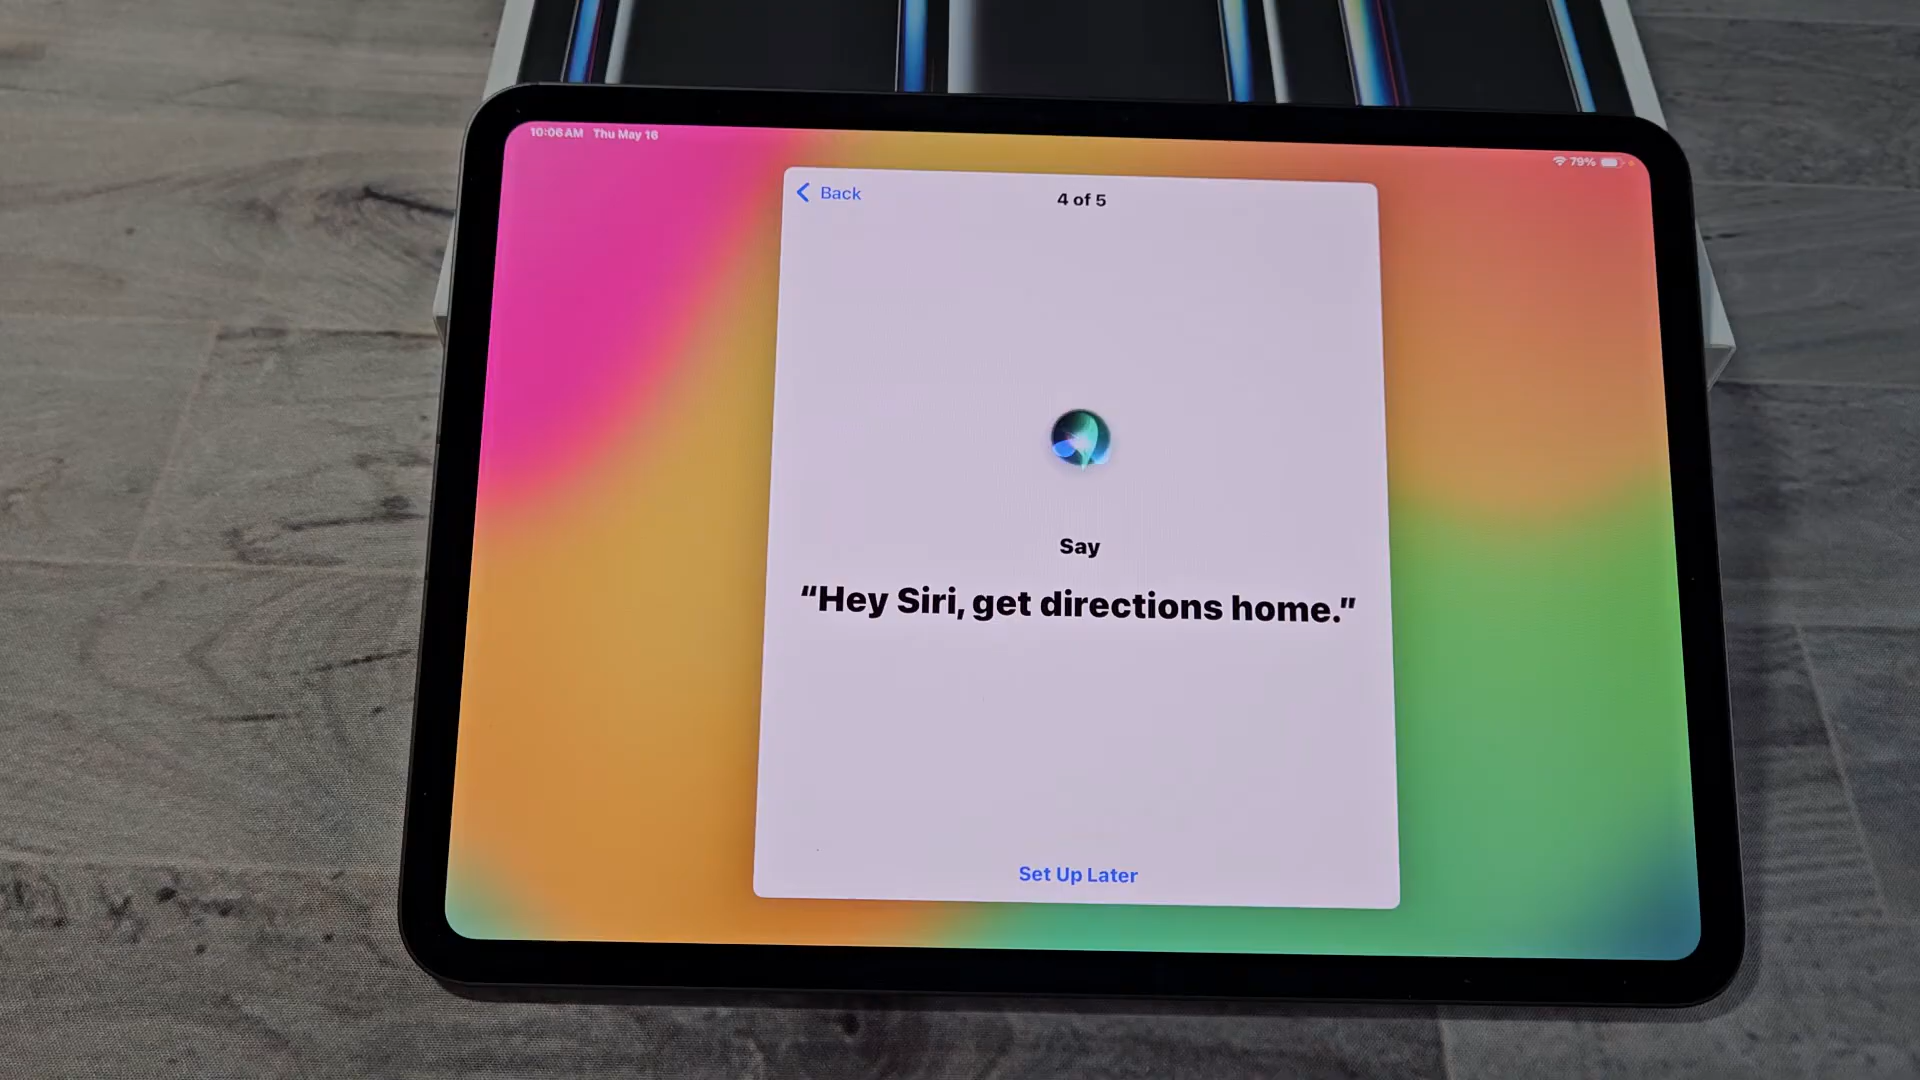 10:06 AM Thu May 16
79%
Back
4 of 5
Say
“Hey Siri, get directions home.”
Set Up Later